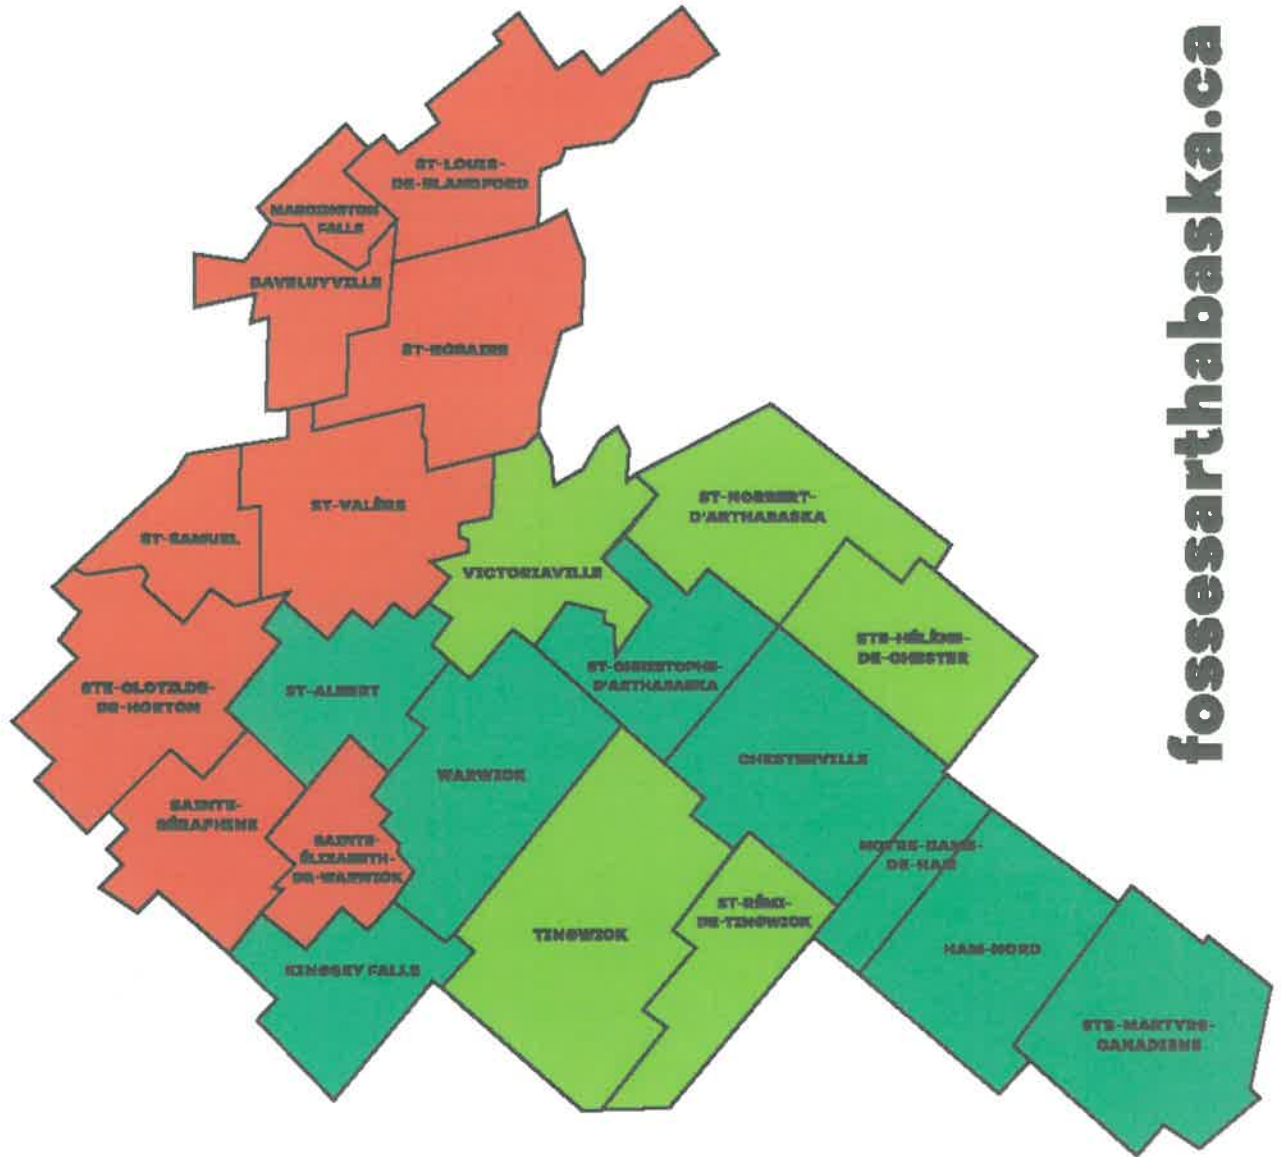 fossesarthabaska.ca
ST-LOUIS-
DE-BLANDFORD
MADDINGTON
FALLS
DAVELUYVILLE
ST-ROSAIRE
ST-VALÈRE
ST-SAMUEL
ST-NORBERT-
D'ARTHABASKA
VICTORIAVILLE
STE-HÉLÈNE-
DE-CHESTER
ST-CHRISTOPHE-
D'ARTHABASKA
STE-CLOTILDE-
DE-HORTON
ST-ALBERT
WARWICK
CHESTERVILLE
SAINTE-
SÉRAPHINE
SAINTE-
ÉLIZABETH-
DE-WARWICK
NOTRE-DAME-
DE-HAM
ST-RÉMI-
DE-TINGWICK
TINGWICK
HAM-NORD
KINGSEY FALLS
STS-MARTYRS-
CANADIENS